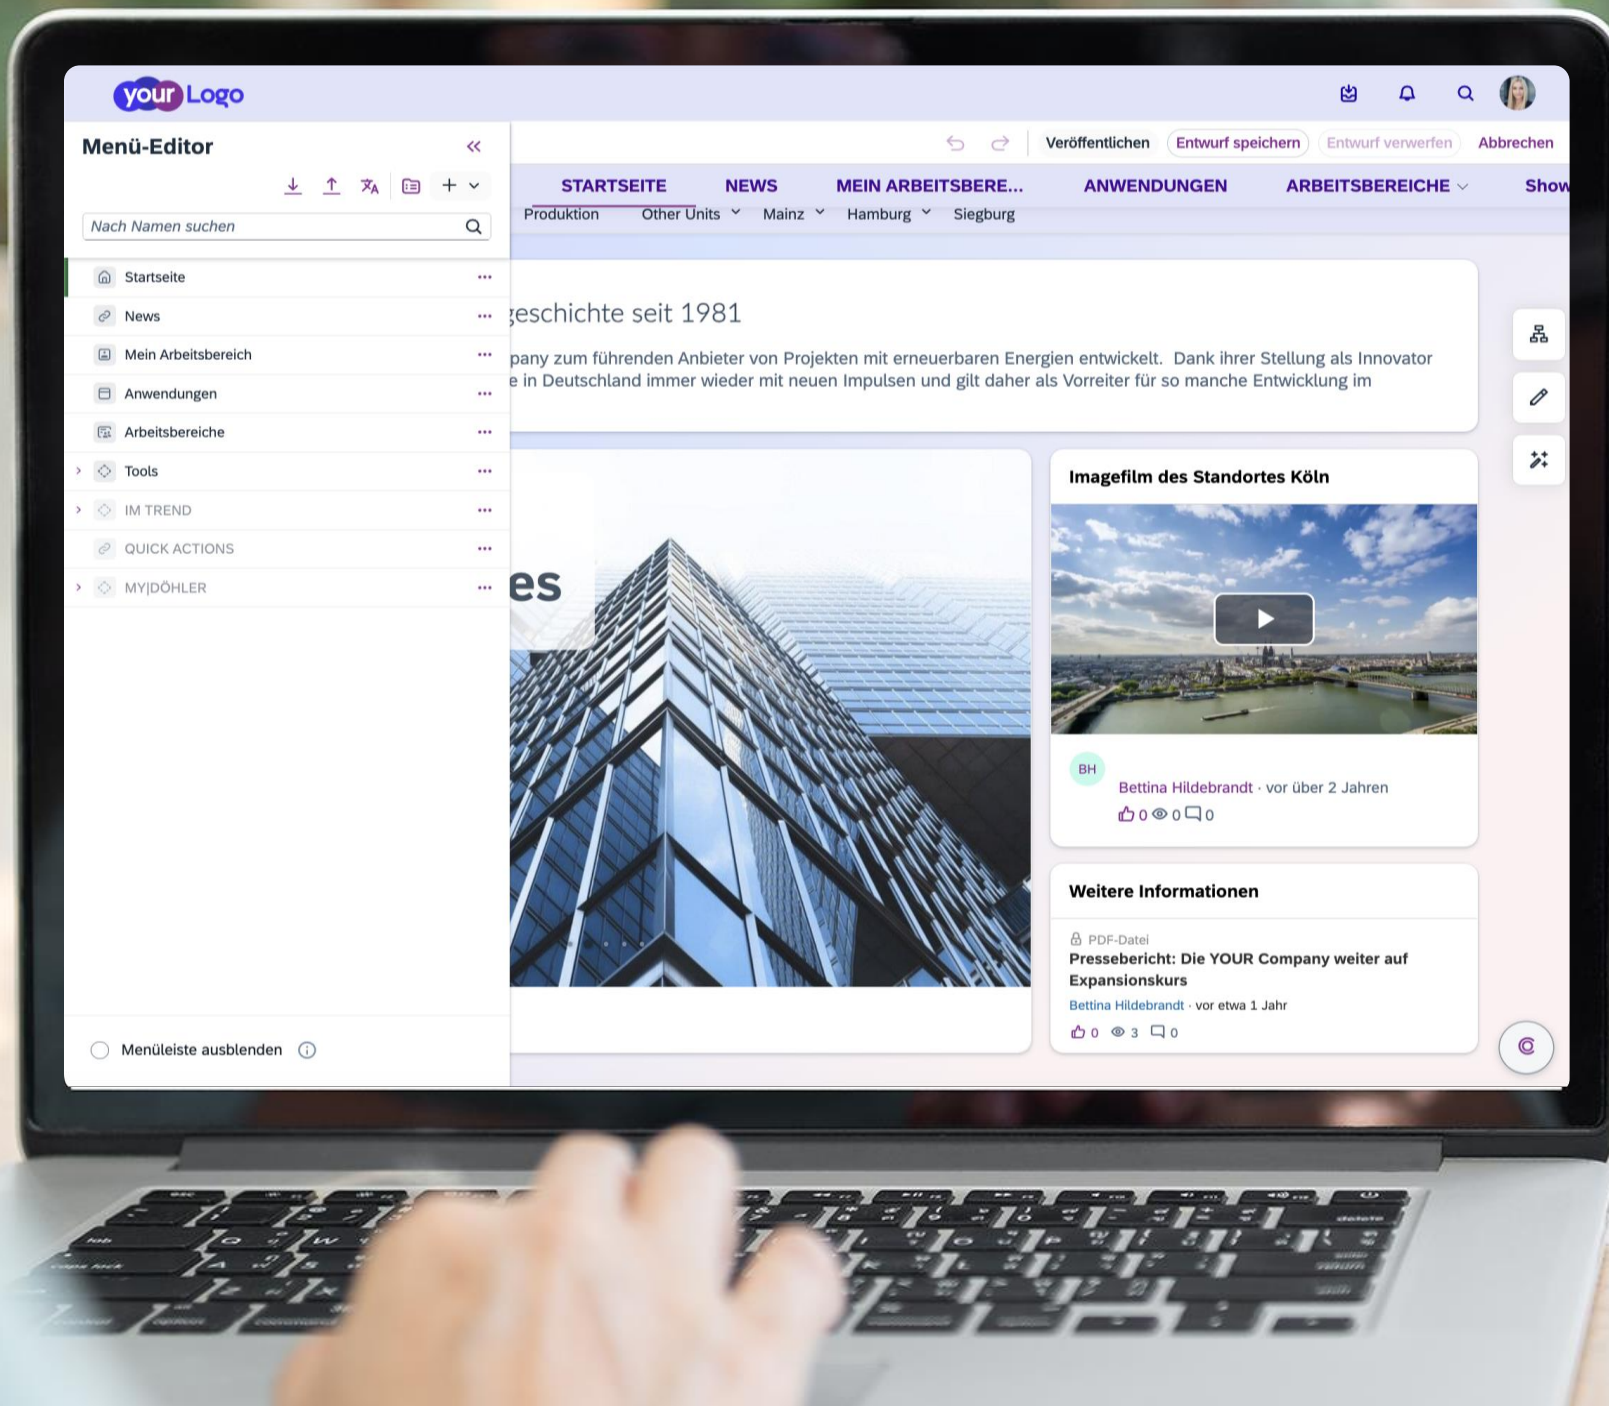 your Logo
Menü-Editor
Veröffentlichen Entwurf speichern Entwurf verwerfen Abbrechen
STARTSEITE NEWS MEIN ARBEITSBERE... ANWENDUNGEN ARBEITSBEREICHE Show
Produktion Other Units Mainz Hamburg Siegburg
Nach Namen suchen
Startseite
News
Mein Arbeitsbereich
Anwendungen
Arbeitsbereiche
Tools
IM TREND
QUICK ACTIONS
MY|DÖHLER
Menüleiste ausblenden
geschichte seit 1981
pany zum führenden Anbieter von Projekten mit erneuerbaren Energien entwickelt. Dank ihrer Stellung als Innovator
e in Deutschland immer wieder mit neuen Impulsen und gilt daher als Vorreiter für so manche Entwicklung im
es
Imagefilm des Standortes Köln
BH
Bettina Hildebrandt · vor über 2 Jahren
0 0 0
Weitere Informationen
PDF-Datei
Pressebericht: Die YOUR Company weiter auf
Expansionskurs
Bettina Hildebrandt · vor etwa 1 Jahr
0 3 0
esc
delete
tab
caps lock